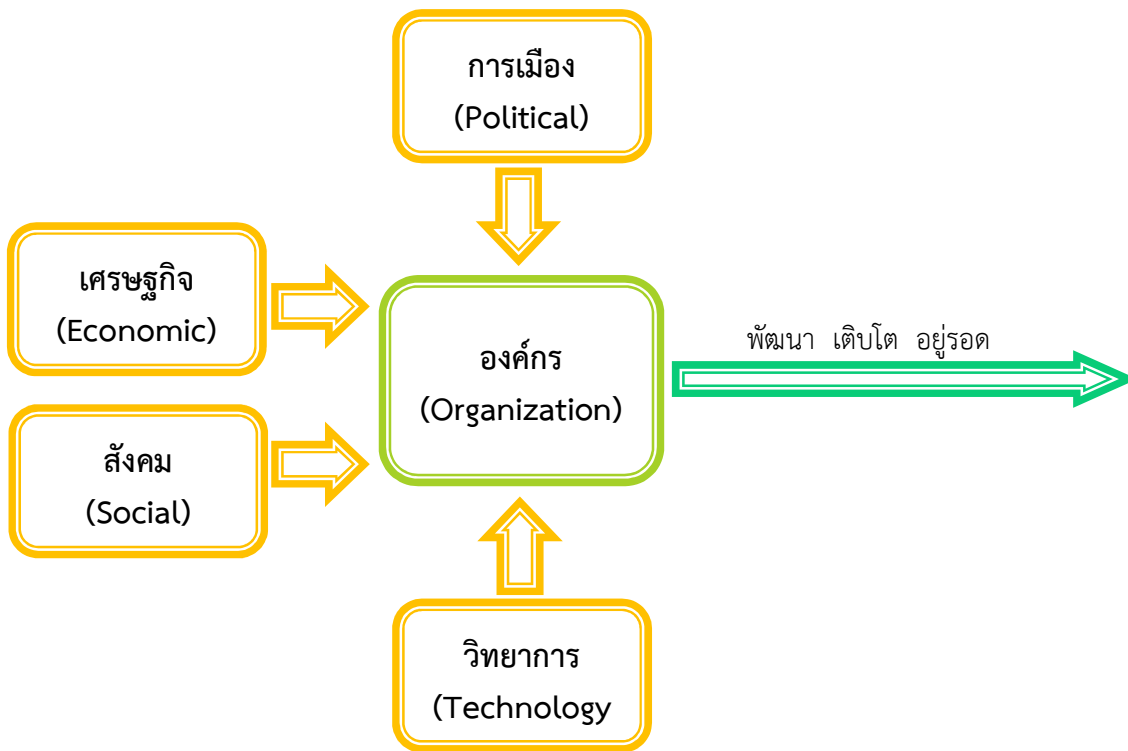 การเมือง
(Political)
เศรษฐกิจ
(Economic)
องค์กร
(Organization)
พัฒนา เติบโต อยู่รอด
สังคม
(Social)
วิทยาการ
(Technology